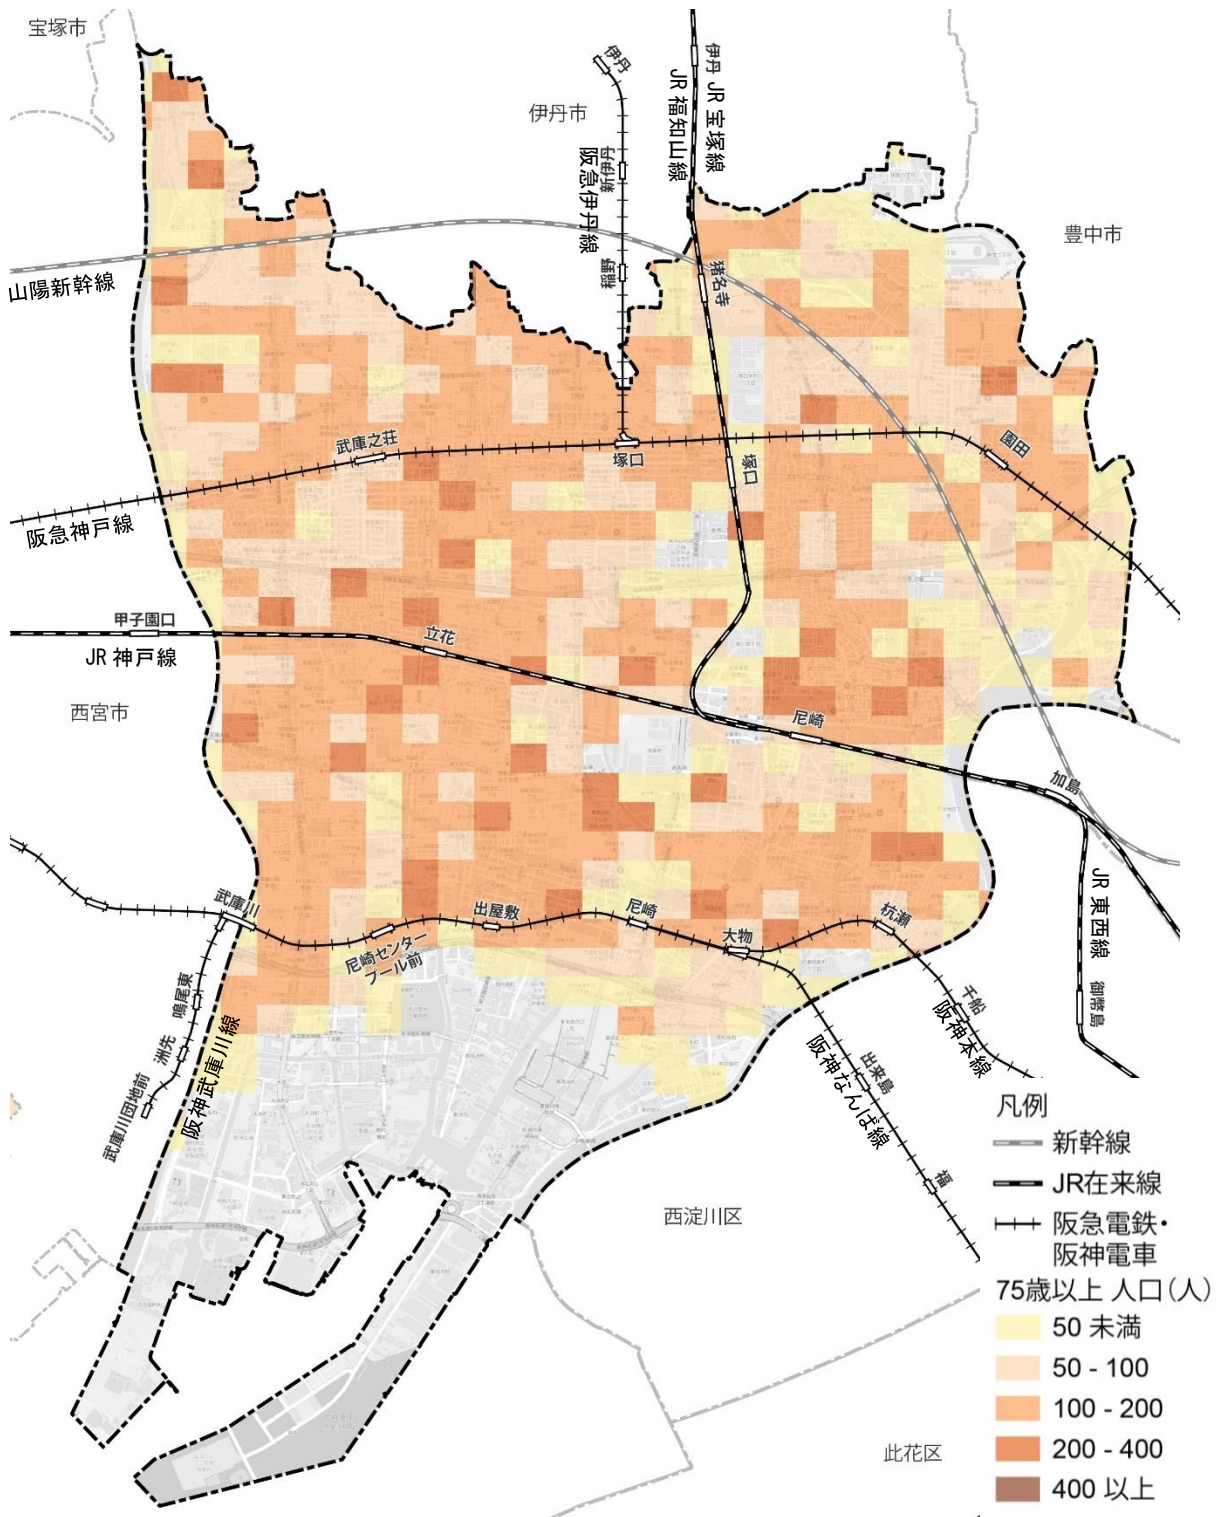 宝塚市
伊丹
伊丹
JR 宝塚線
JR 福知山線
伊丹市
新伊丹
阪急伊丹線
稲野
豊中市
猪名寺
山陽新幹線
武庫之荘
塚口
塚口
園田
阪急神戸線
甲子園口
JR 神戸線
立花
西宮市
尼崎
加島
JR 東西線
武庫川
出屋敷
尼崎
大物
杭瀬
尼崎センター
プール前
鳴尾東
洲先
武庫川団地前
阪神武庫川線
千船
阪神本線
御幣島
出来島
阪神なんば線
福
西淀川区
此花区
凡例
新幹線
JR在来線
阪急電鉄・
阪神電車
75歳以上 人口（人）
50 未満
50 - 100
100 - 200
200 - 400
400 以上